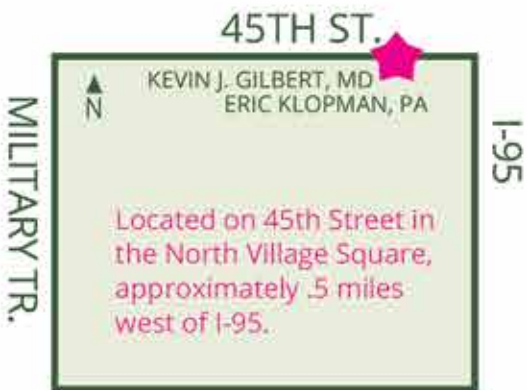 45TH ST.
KEVIN J. GILBERT, MD
ERIC KLOPMAN, PA
N
MILITARY TR.
I-95
Located on 45th Street in
the North Village Square,
approximately .5 miles
west of I-95.